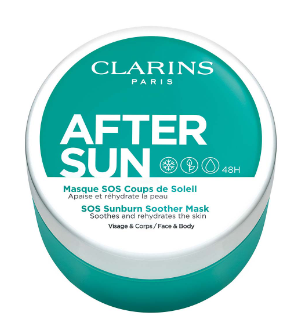 CLARINS
PARIS
AFTER
SUN
48H
Masque SOS Coups de Soleil
Apaise et réhydrate la peau
SOS Sunburn Soother Mask
Soothes and rehydrates the skin
Visage & Corps / Face & Body